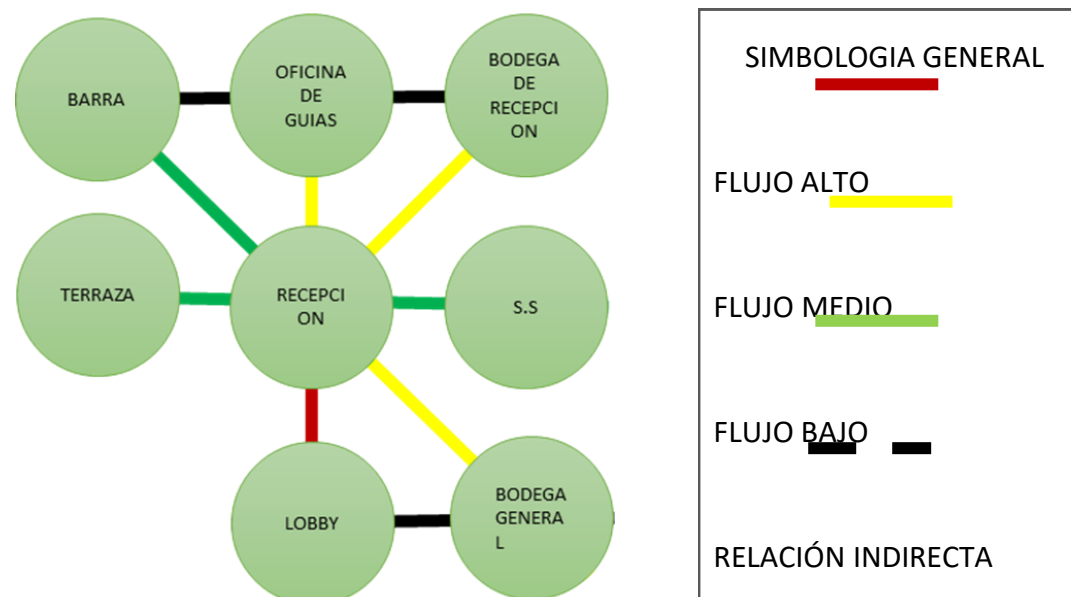 BARRA
OFICINA
DE
GUIAS
BODEGA
DE
RECEPCI
ON
TERRAZA
RECEPCI
ON
S.S
LOBBY
BODEGA
GENERA
L
SIMBOLOGIA GENERAL
FLUJO ALTO
FLUJO MEDIO
FLUJO BAJO
RELACIÓN INDIRECTA